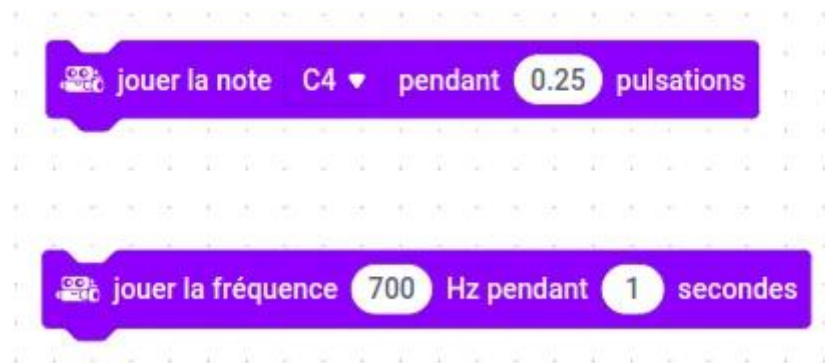 jouer la note C4 pendant 0.25 pulsations
jouer la fréquence 700 Hz pendant 1 secondes